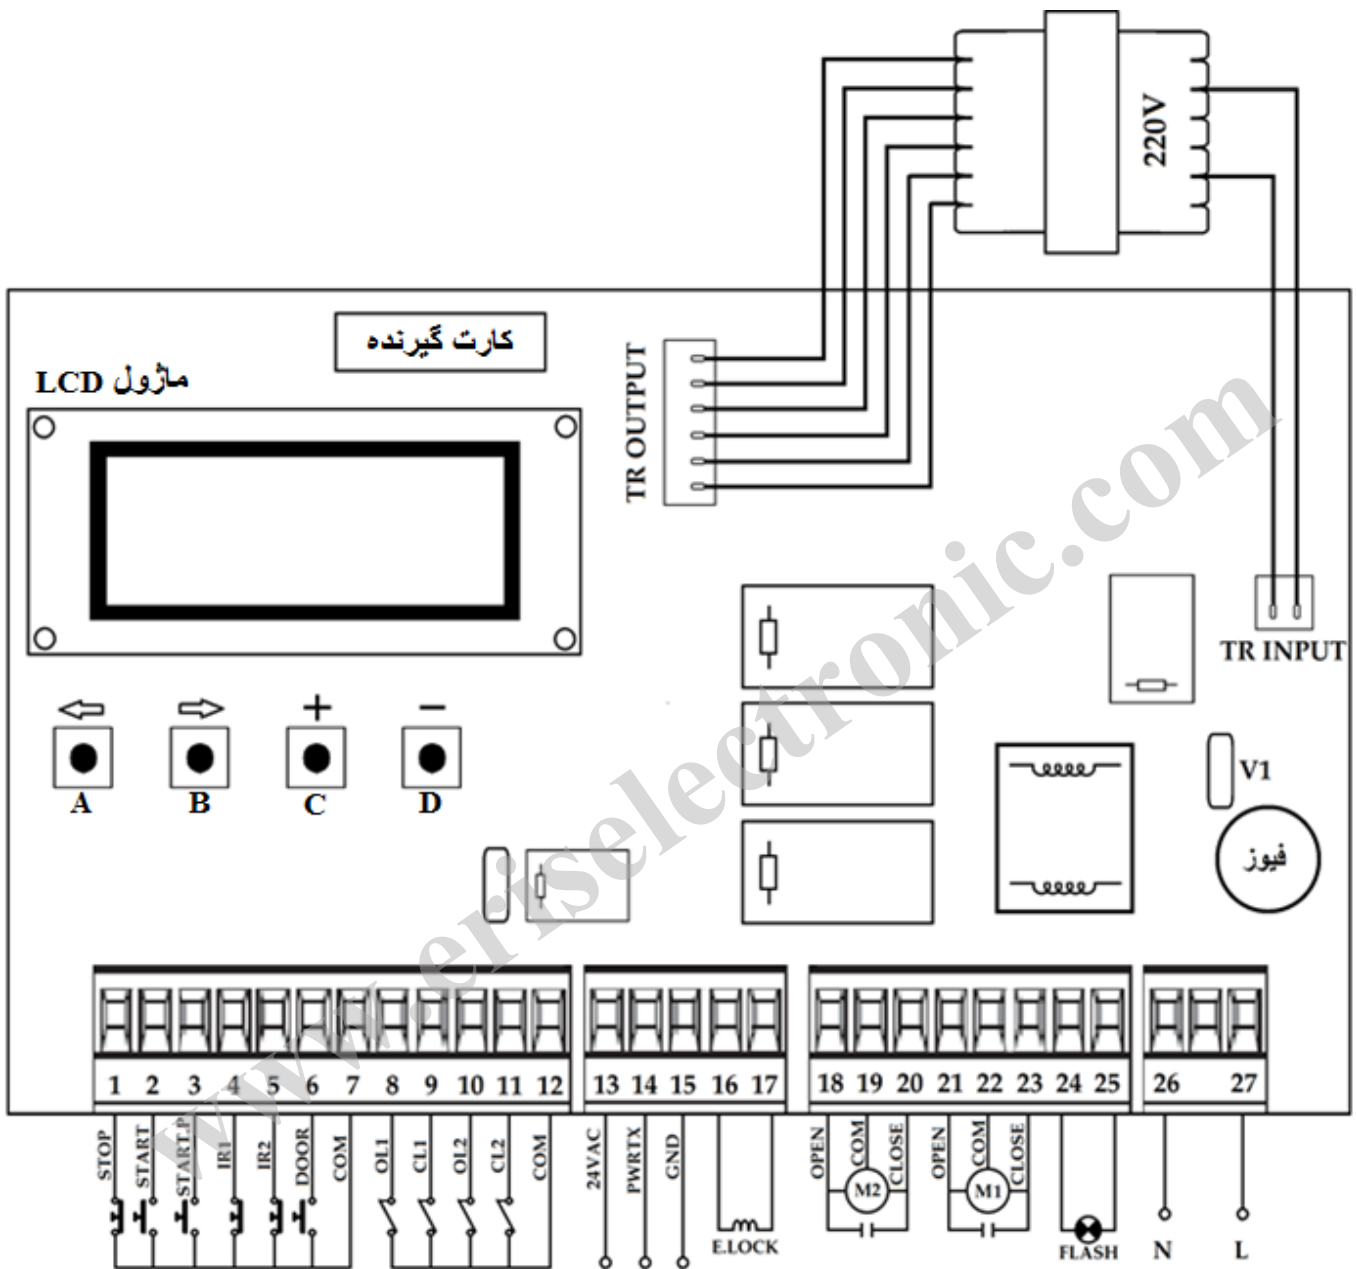 220V
کارت گیرنده
ماژول LCD
TR OUTPUT
TR INPUT
+
−
A
B
C
D
V1
فیوز
1 2 3 4 5 6 7 8 9 10 11 12
13 14 15 16 17
18 19 20 21 22 23 24 25
26 27
STOP
START
START.P
IR1
IR2
DOOR
COM
OL1
CL1
OL2
CL2
COM
24VAC
PWRTX
GND
E.LOCK
OPEN
COM
CLOSE
M2
OPEN
COM
CLOSE
M1
FLASH
N
L
www.eriselectronic.com